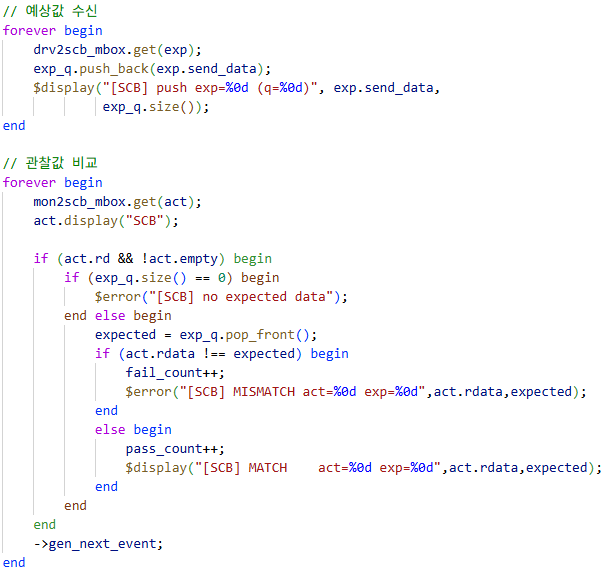 // 예상값 수신
forever begin
    drv2scb_mbox.get(exp);
    exp_q.push_back(exp.send_data);
    $display("[SCB] push exp=%0d (q=%0d)", exp.send_data,
             exp_q.size());
end

// 관찰값 비교
forever begin
    mon2scb_mbox.get(act);
    act.display("SCB");

    if (act.rd && !act.empty) begin
        if (exp_q.size() == 0) begin
            $error("[SCB] no expected data");
        end else begin
            expected = exp_q.pop_front();
            if (act.rdata !== expected) begin
                fail_count++;
                $error("[SCB] MISMATCH act=%0d exp=%0d",act.rdata,expected);
            end
            else begin
                pass_count++;
                $display("[SCB] MATCH    act=%0d exp=%0d",act.rdata,expected);
            end
        end
    end
    ->gen_next_event;
end